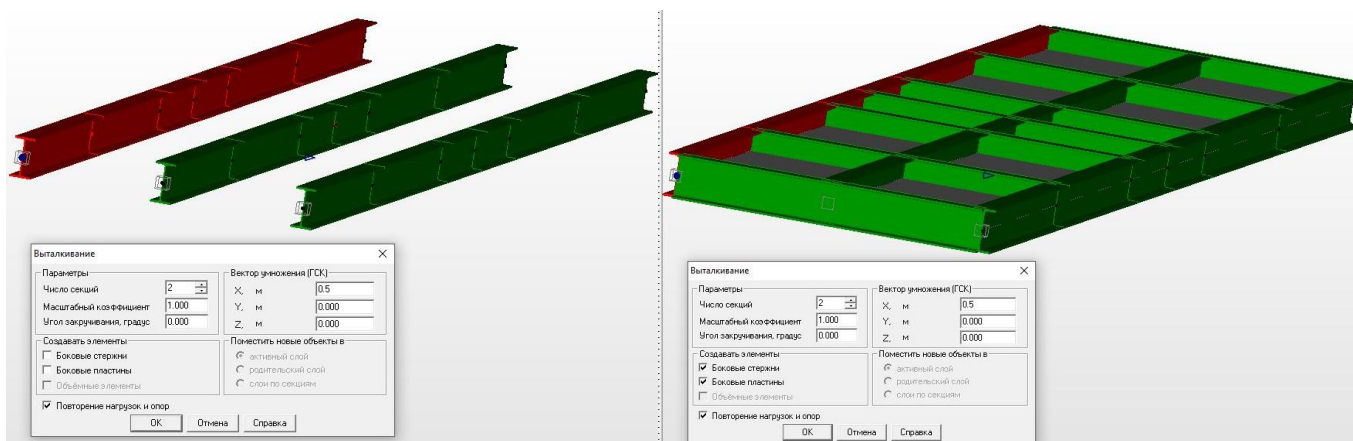 Выталкивание
Параметры
Число секций 2
Масштабный коэффициент 1.000
Угол закручивания, градус 0.000
Вектор умножения (ГСК)
X, м 0.5
Y, м 0.000
Z, м 0.000
Создавать элементы
Боковые стержни
Боковые пластины
Объёмные элементы
Поместить новые объекты в
активный слой
родительский слой
слои по секциям
Повторение нагрузок и опор
OK Отмена Справка
Выталкивание
Параметры
Число секций 2
Масштабный коэффициент 1.000
Угол закручивания, градус 0.000
Вектор умножения (ГСК)
X, м 0.5
Y, м 0.000
Z, м 0.000
Создавать элементы
Боковые стержни
Боковые пластины
Объёмные элементы
Поместить новые объекты в
активный слой
родительский слой
слои по секциям
Повторение нагрузок и опор
OK Отмена Справка